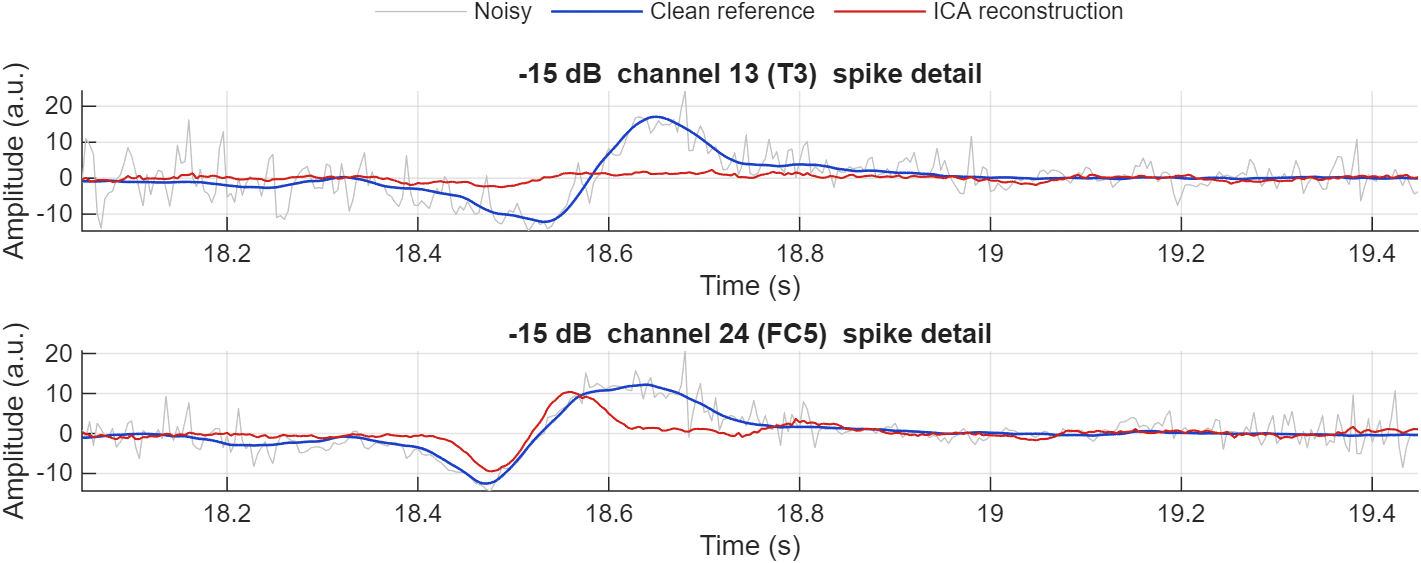 Noisy Clean reference ICA reconstruction
-15 dB channel 13 (T3) spike detail
Amplitude (a.u.)
20
10
0
-10
18.2 18.4 18.6 18.8 19 19.2 19.4
Time (s)
-15 dB channel 24 (FC5) spike detail
Amplitude (a.u.)
20
10
0
-10
18.2 18.4 18.6 18.8 19 19.2 19.4
Time (s)